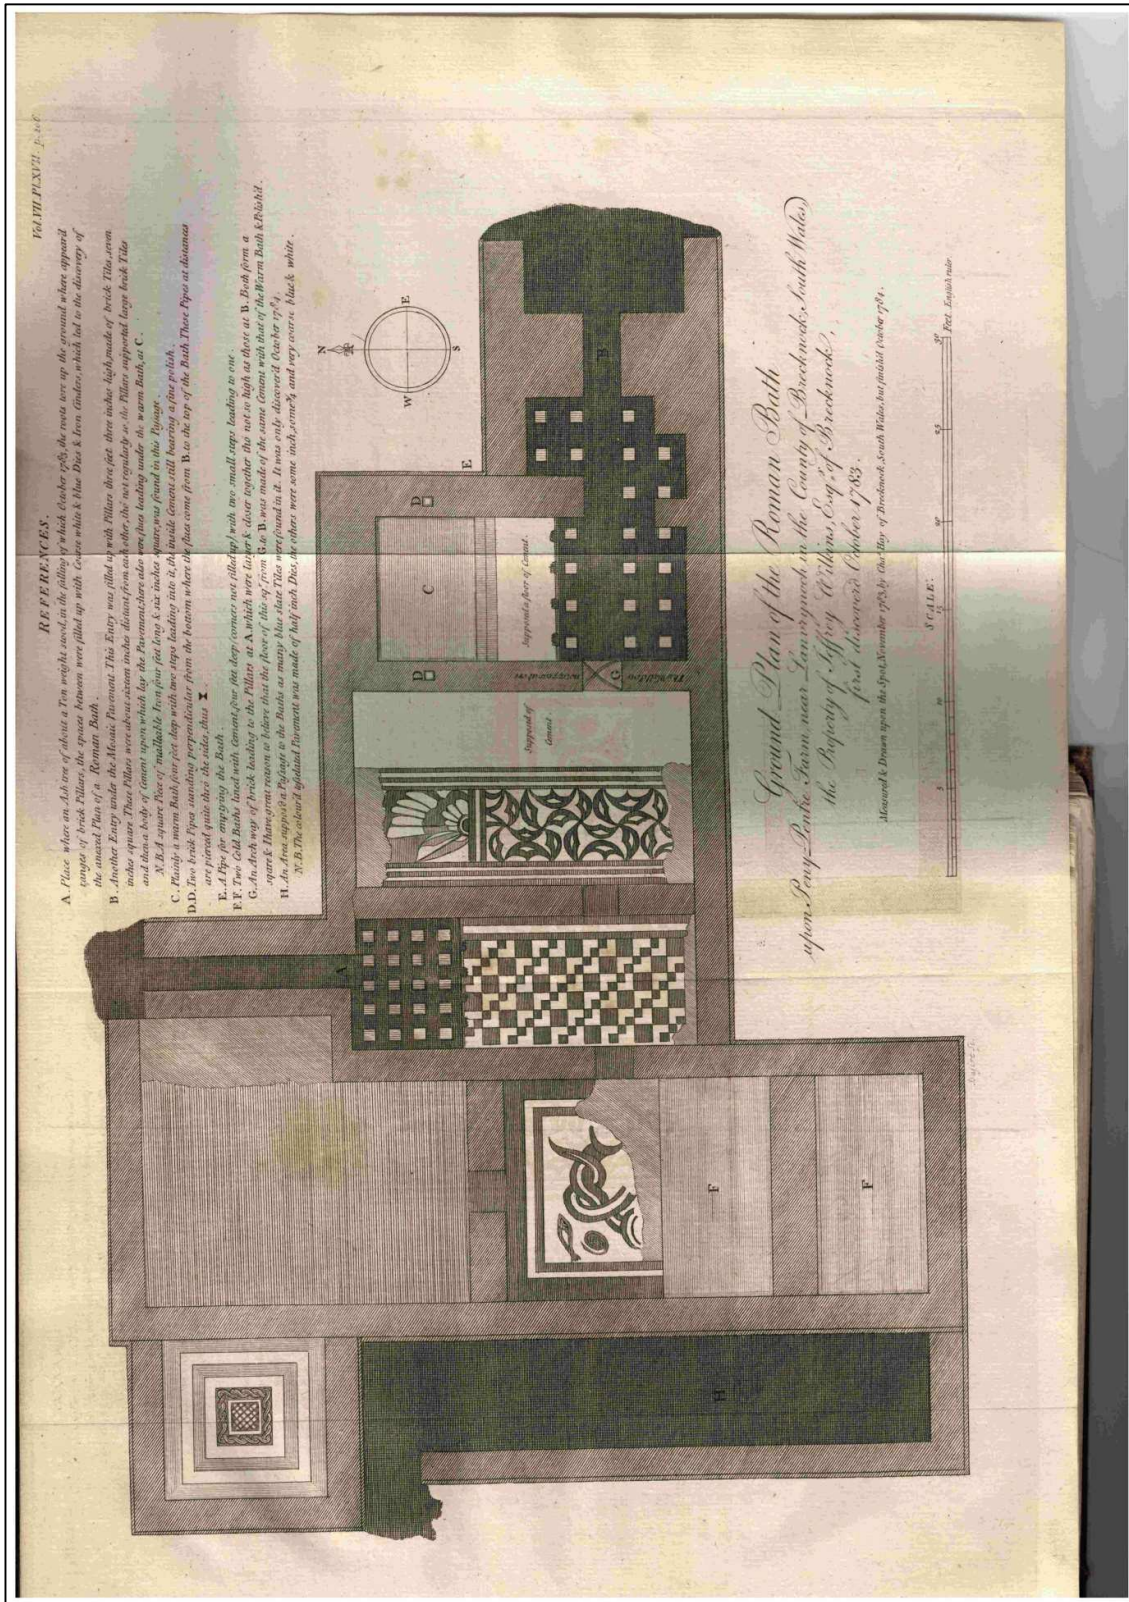 Vol. VII. Pl. XVII. p.
REFERENCES.
A. Place where an Ash tree of about a Ton weight stood, in the falling of which October 1783, the roots tore up the ground where appeard
ranges of brick Pillars, the spaces between were filled up with Coarse white & blue Dies & Iron Cinders, which led to the discovery of
the annex'd Plan of a Roman Bath.
B. Another Entry under the Mosaic Pavement. This Entry was filled up with Pillars three feet three inches high, made of brick Tiles, seven
inches square. These Pillars were about sixteen inches distant from each other, tho' not regularly so, the Pillars supported large brick Tiles
and then a body of Cement upon which lay the Pavement, here also were flues leading under the warm Bath, at C.
N.B. A square Piece of malleable Iron four feet long & six inches square, was found in this Passage.
C. Plainly a warm Bath four feet deep with two steps leading into it, the inside Cement still bearing a fine polish.
D.D. Two brick Pipes standing perpendicular from the bottom where the flues come from B. to the top of the Bath. These Pipes at distances
are pierced quite thro' the sides, thus
E. A Pipe for emptying the Bath
F.F. Two Cold Baths lined with Cement, four feet deep (corners not filled up) with two small steps leading to one.
G. An Arch way of brick leading to the Pillars at A. which were larger & closer together tho' not so high as those at B. Both form a
sqare & I have great reason to believe that the floor of this sq.r from G. to B. was made of the same Cement with that of the Warm Bath & Polish'd.
H. An Area, suppos'd a Passage to the Baths as many blue slate Tiles were found in it. It was only discover'd October 1784.
N.B. The colour'd Pavement was made of half inch Dies, the others were some inch, some ¾ and very coarse black & white.
N
W
E
S
E
D
D
C
Suppos'd a floor of Cement.
G
B
Suppos'd of
Cement
A
F
F
H
Ground Plan of the Roman Bath
upon Peny-Pentre Farm, near Lanvrynach in the County of Brecknock, South Wales,
the Property of Jeffrey Wilkins, Esq.r of Brecknock,
first discovered October 1783.
Measur'd & Drawn upon the Spot, November 1783, by Cha.s Hay of Brecknock, South Wales, but finish'd October 1784.
SCALE.
5
10
15
20
25
30
Feet English rule